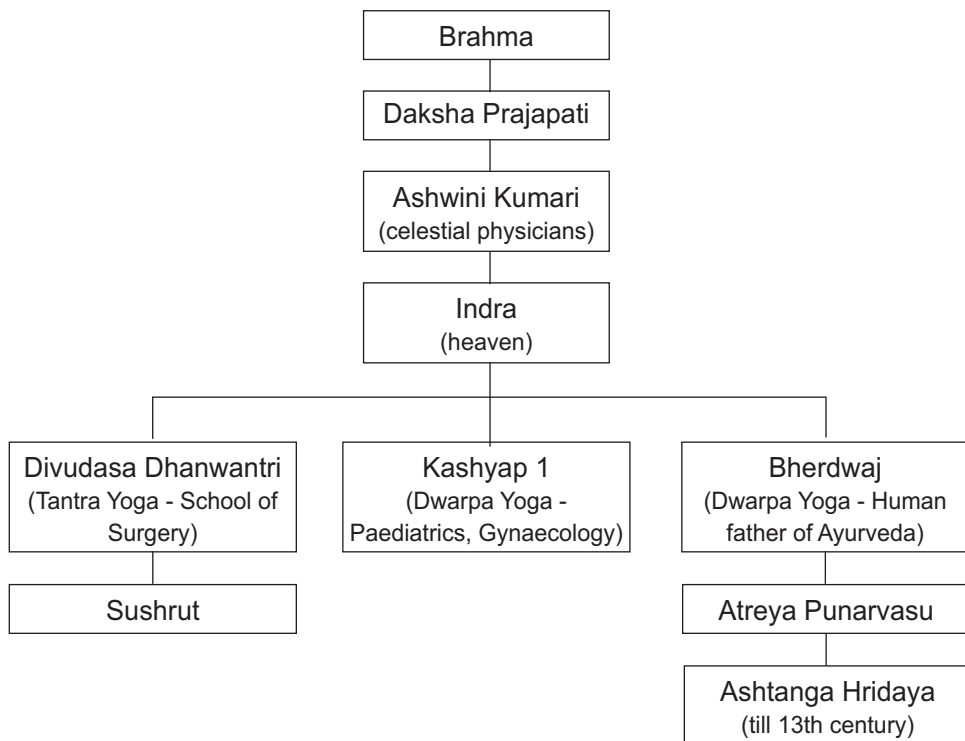 Brahma
Daksha Prajapati
Ashwini Kumari
(celestial physicians)
Indra
(heaven)
Divudasa Dhanwantri
(Tantra Yoga - School of
Surgery)
Kashyap 1
(Dwarpa Yoga -
Paediatrics, Gynaecology)
Bherdwaj
(Dwarpa Yoga - Human
father of Ayurveda)
Sushrut
Atreya Punarvasu
Ashtanga Hridaya
(till 13th century)